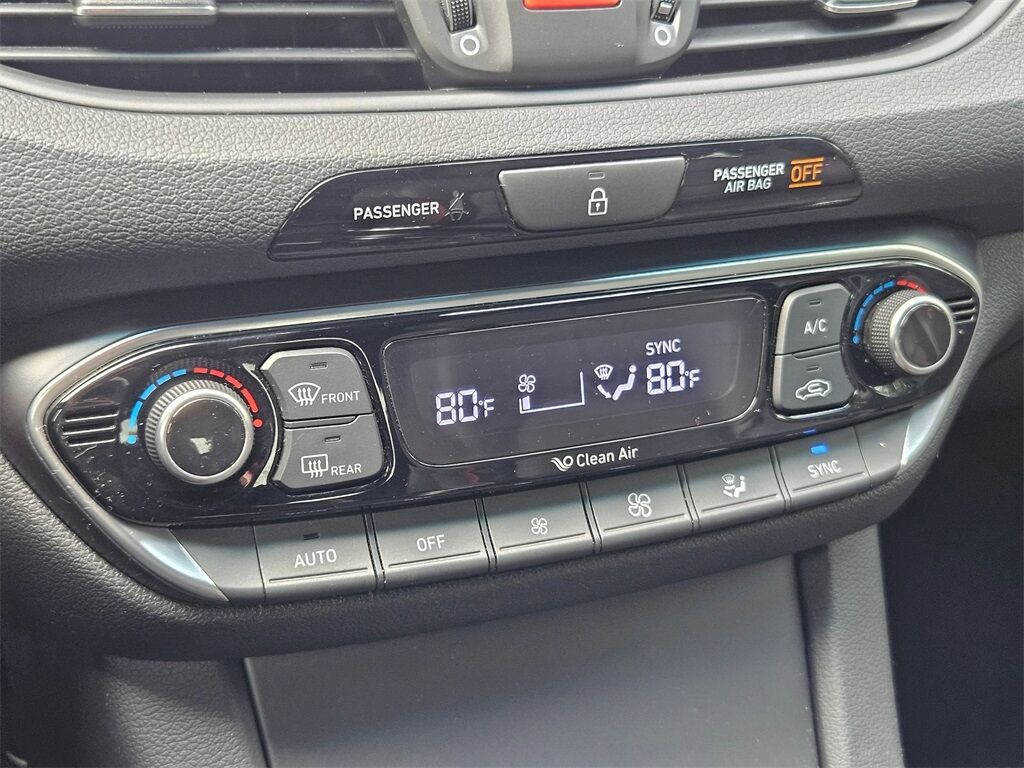 PASSENGER
PASSENGER
AIR BAG
OFF
FRONT
REAR
80°F
SYNC
80°F
A/C
Clean Air
AUTO
OFF
SYNC